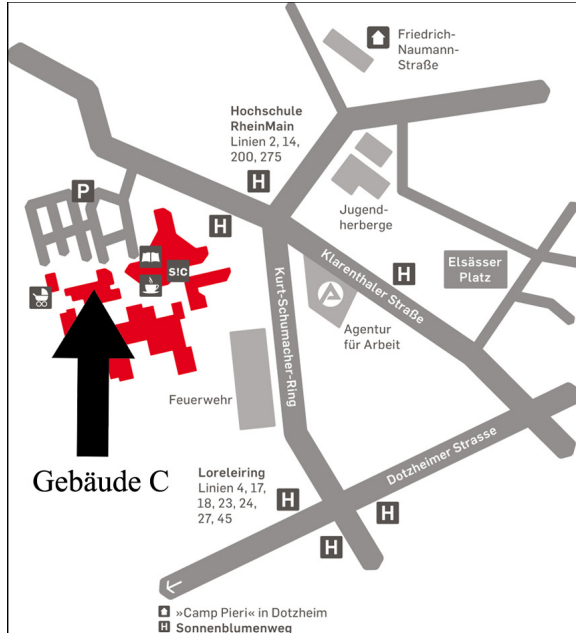 Friedrich-
Naumann-
Straße
Hochschule
RheinMain
Linien 2, 14,
200, 275
H
P
H
Jugend-
herberge
S!C
Klarenthaler Straße
H
Elsässer
Platz
Kurt-Schumacher-Ring
Agentur
für Arbeit
Feuerwehr
Gebäude C
Dotzheimer Strasse
Loreleiring
Linien 4, 17,
18, 23, 24,
27, 45
H
H
H
»Camp Pieri« in Dotzheim
H Sonnenblumenweg